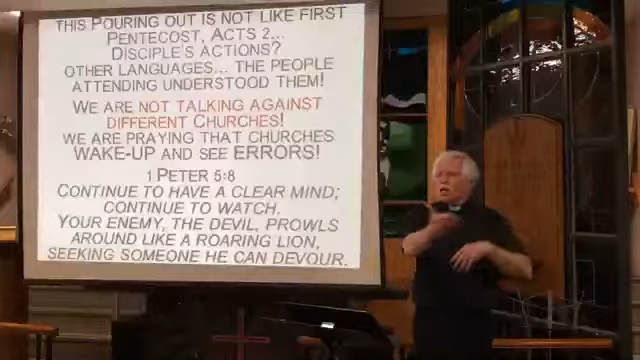 THIS POURING OUT IS NOT LIKE FIRST
PENTECOST, ACTS 2...
DISCIPLE'S ACTIONS?
OTHER LANGUAGES... THE PEOPLE
ATTENDING UNDERSTOOD THEM!
WE ARE NOT TALKING AGAINST
DIFFERENT CHURCHES!
WE ARE PRAYING THAT CHURCHES
WAKE-UP AND SEE ERRORS!
1 PETER 5:8
CONTINUE TO HAVE A CLEAR MIND;
CONTINUE TO WATCH.
YOUR ENEMY, THE DEVIL, PROWLS
AROUND LIKE A ROARING LION,
SEEKING SOMEONE HE CAN DEVOUR.